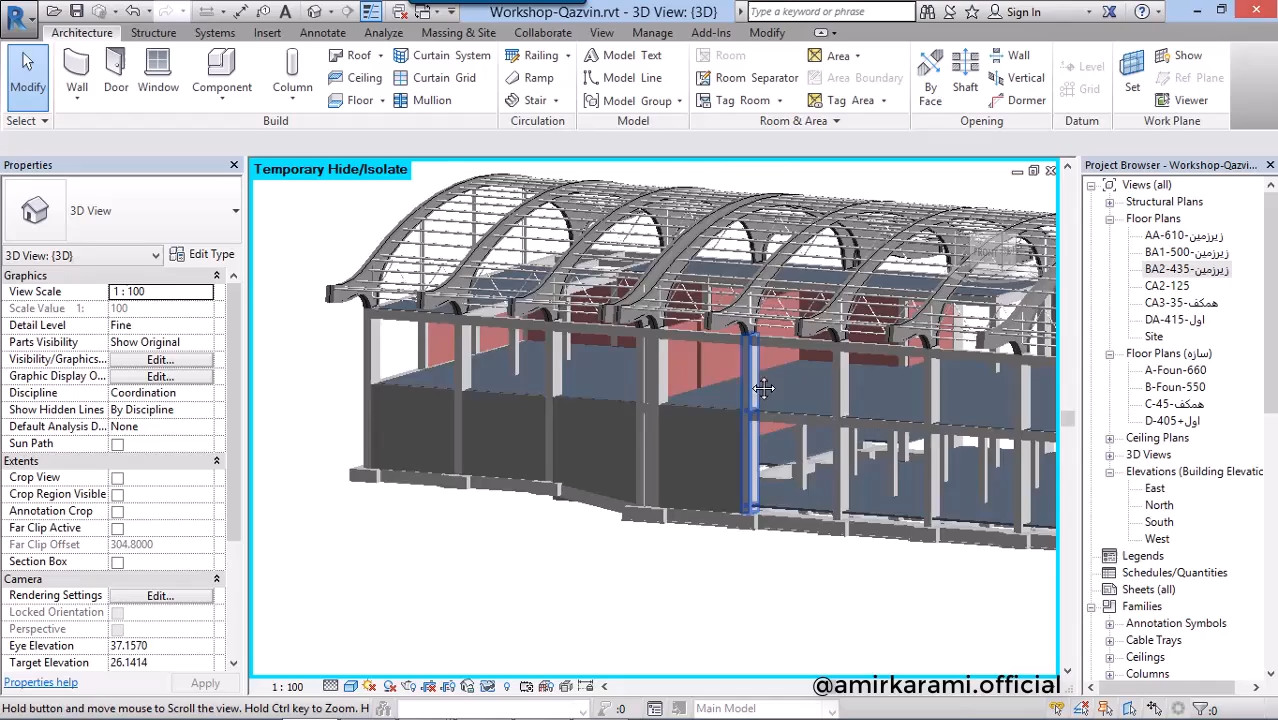 Workshop-Qazvin.rvt - 3D View: {3D}
Type a keyword or phrase
Sign In
Architecture Structure Systems Insert Annotate Analyze Massing & Site Collaborate View Manage Add-Ins Modify
Modify
Wall
Door
Window
Component
Column
Roof
Ceiling
Floor
Curtain System
Curtain Grid
Mullion
Railing
Ramp
Stair
Model Text
Model Line
Model Group
Room
Room Separator
Tag Room
Area
Area Boundary
Tag Area
By Face
Shaft
Wall
Vertical
Dormer
Level
Grid
Set
Show
Ref Plane
Viewer
Select Build Circulation Model Room & Area Opening Datum Work Plane
Properties
3D View
3D View: {3D}
Edit Type
Graphics
View Scale 1 : 100
Scale Value 1: 100
Detail Level Fine
Parts Visibility Show Original
Visibility/Graphics... Edit...
Graphic Display O... Edit...
Discipline Coordination
Show Hidden Lines By Discipline
Default Analysis D... None
Sun Path
Extents
Crop View
Crop Region Visible
Annotation Crop
Far Clip Active
Far Clip Offset 304.8000
Section Box
Camera
Rendering Settings Edit...
Locked Orientation
Perspective
Eye Elevation 37.1570
Target Elevation 26.1414
Properties help
Apply
Temporary Hide/Isolate
Project Browser - Workshop-Qazvi...
Views (all)
Structural Plans
Floor Plans
AA-610-زیرزمین
BA1-500-زیرزمین
BA2-435-زیرزمین
CA2-125
CA3-35-همکف
DA-415-اول
Site
Floor Plans (سازه)
A-Foun-660
B-Foun-550
C-45-همکف
D-405+اول
Ceiling Plans
3D Views
Elevations (Building Elevatio
East
North
South
West
Legends
Schedules/Quantities
Sheets (all)
Families
Annotation Symbols
Cable Trays
Ceilings
Columns
1 : 100
@amirkarami.official
Hold button and move mouse to Scroll the view. Hold Ctrl key to Zoom. H
:0
Main Model
:0